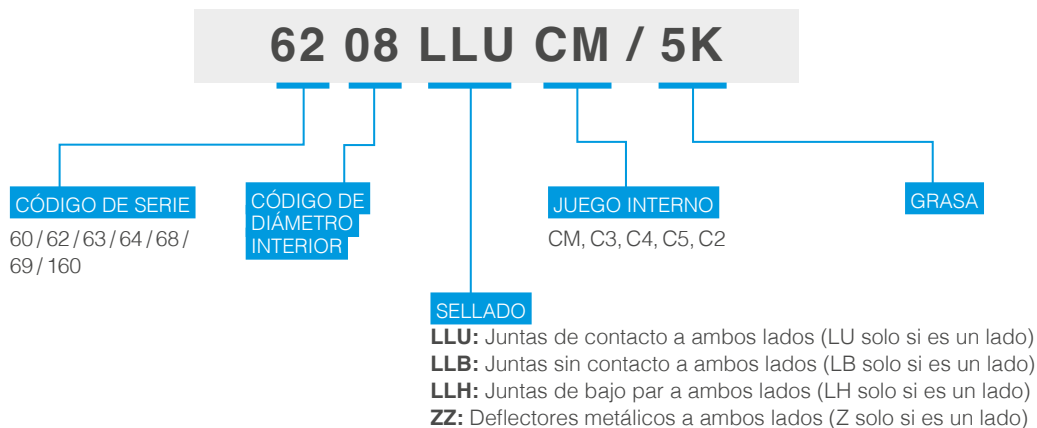 62 08 LLU CM / 5K
CÓDIGO DE SERIE
60 / 62 / 63 / 64 / 68 /
69 / 160
CÓDIGO DE
DIÁMETRO
INTERIOR
JUEGO INTERNO
CM, C3, C4, C5, C2
GRASA
SELLADO
LLU: Juntas de contacto a ambos lados (LU solo si es un lado)
LLB: Juntas sin contacto a ambos lados (LB solo si es un lado)
LLH: Juntas de bajo par a ambos lados (LH solo si es un lado)
ZZ: Deflectores metálicos a ambos lados (Z solo si es un lado)